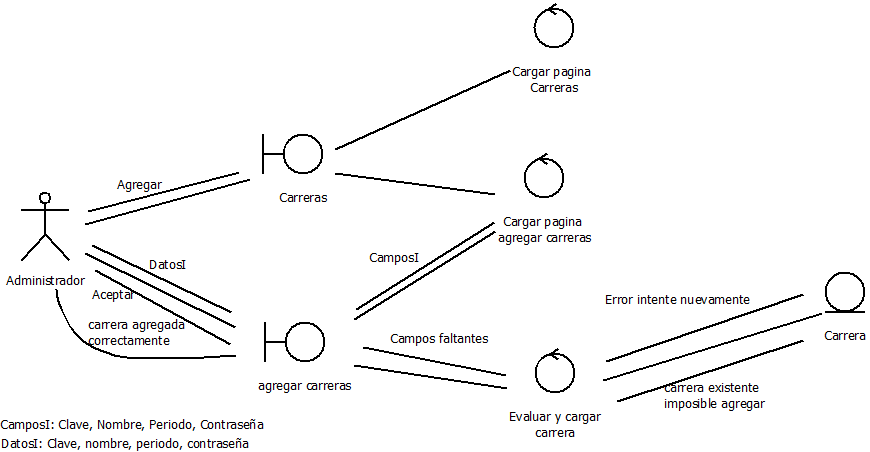 Cargar pagina
Carreras
Agregar
Carreras
Cargar pagina
agregar carreras
Administrador
DatosI
CamposI
Aceptar
Error intente nuevamente
carrera agregada
correctamente
Campos faltantes
Carrera
agregar carreras
carrera existente
imposible agregar
Evaluar y cargar
carrera
CamposI: Clave, Nombre, Periodo, Contraseña
DatosI: Clave, nombre, periodo, contraseña